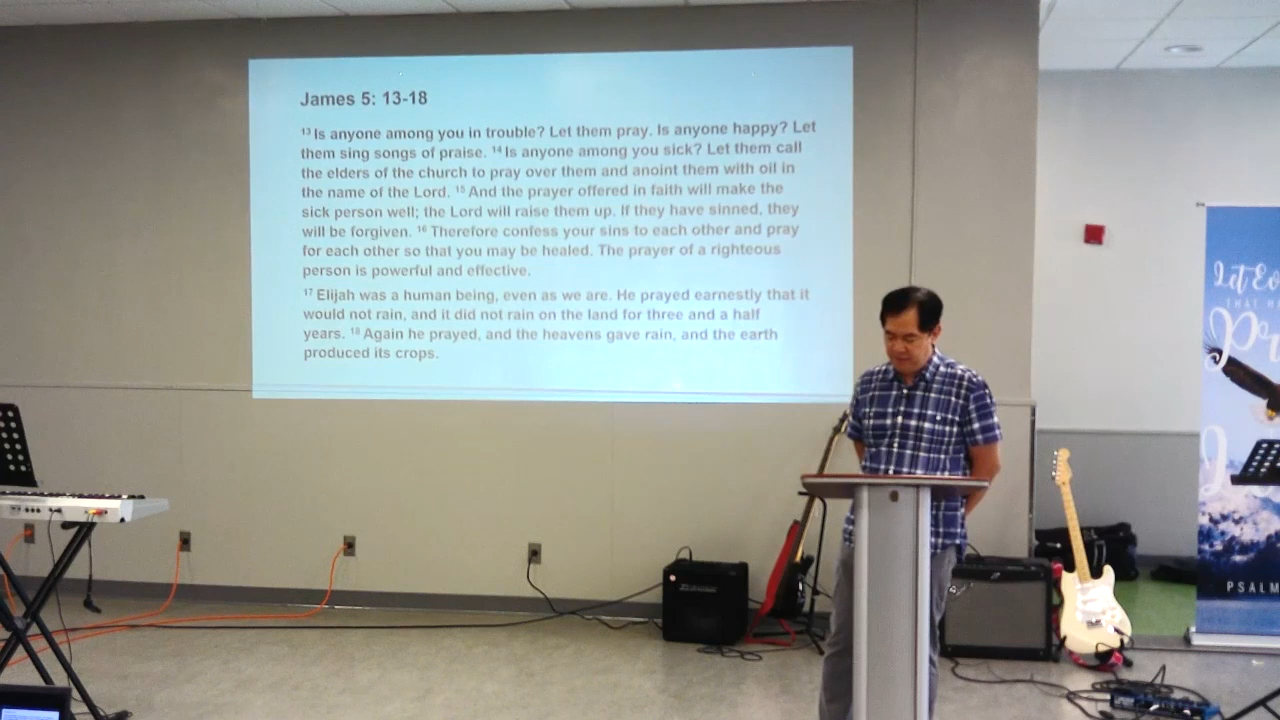 James 5: 13-18
¹³ Is anyone among you in trouble? Let them pray. Is anyone happy? Let
them sing songs of praise. ¹⁴ Is anyone among you sick? Let them call
the elders of the church to pray over them and anoint them with oil in
the name of the Lord. ¹⁵ And the prayer offered in faith will make the
sick person well; the Lord will raise them up. If they have sinned, they
will be forgiven. ¹⁶ Therefore confess your sins to each other and pray
for each other so that you may be healed. The prayer of a righteous
person is powerful and effective.
¹⁷ Elijah was a human being, even as we are. He prayed earnestly that it
would not rain, and it did not rain on the land for three and a half
years. ¹⁸ Again he prayed, and the heavens gave rain, and the earth
produced its crops.
Let Ev
THAT H
Pr
PSALM